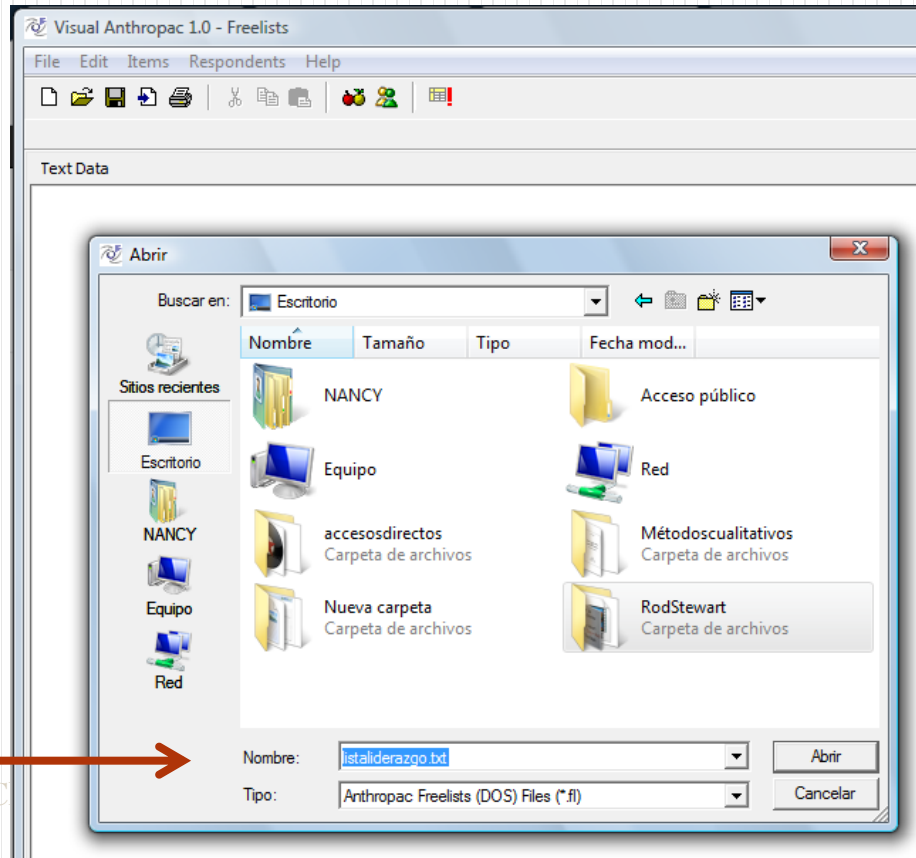 Visual Anthropac 1.0 - Freelists
File Edit Items Respondents Help
Text Data
Abrir
Buscar en: Escritorio
Nombre Tamaño Tipo Fecha mod...
Sitios recientes
Escritorio
NANCY
Equipo
Red
NANCY
Acceso público
Equipo
Red
accesosdirectos
Carpeta de archivos
Métodoscualitativos
Carpeta de archivos
Nueva carpeta
Carpeta de archivos
RodStewart
Carpeta de archivos
Nombre: listaliderazgo.txt Abrir
Tipo: Anthropac Freelists (DOS) Files (*.fl) Cancelar